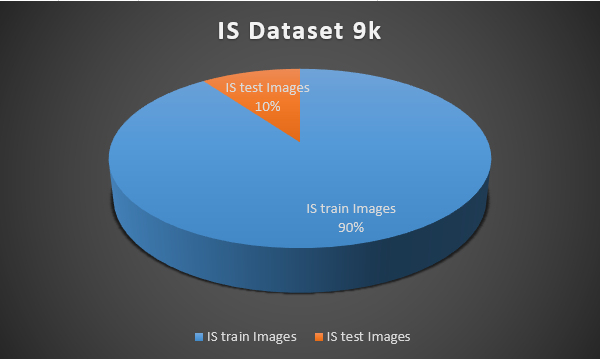 IS Dataset 9k
IS test Images
10%
IS train Images
90%
IS train Images
IS test Images